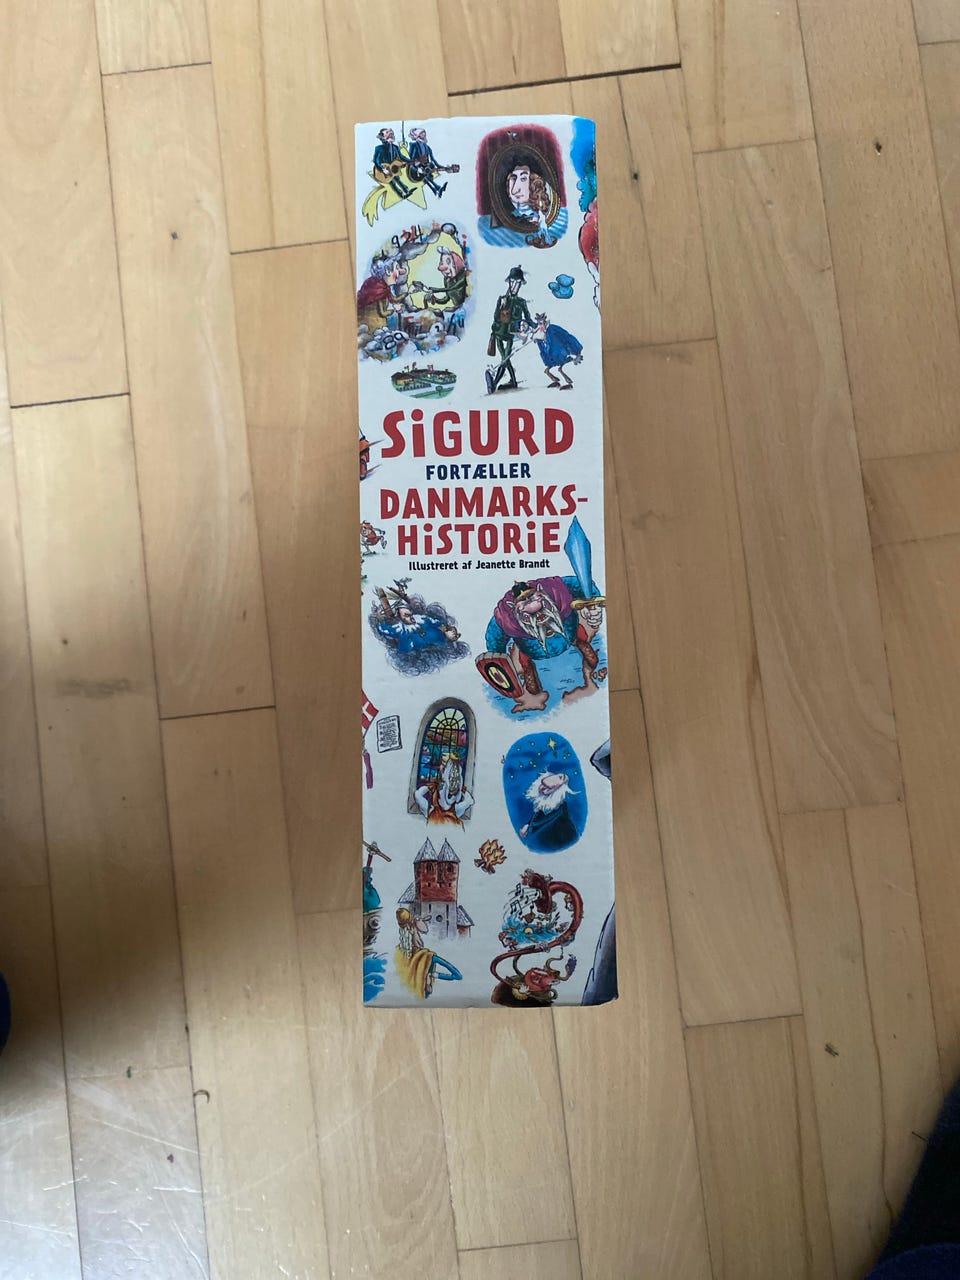 SiGURD
FORTÆLLER
DANMARKS-
HiSTORiE
Illustreret af Jeanette Brandt